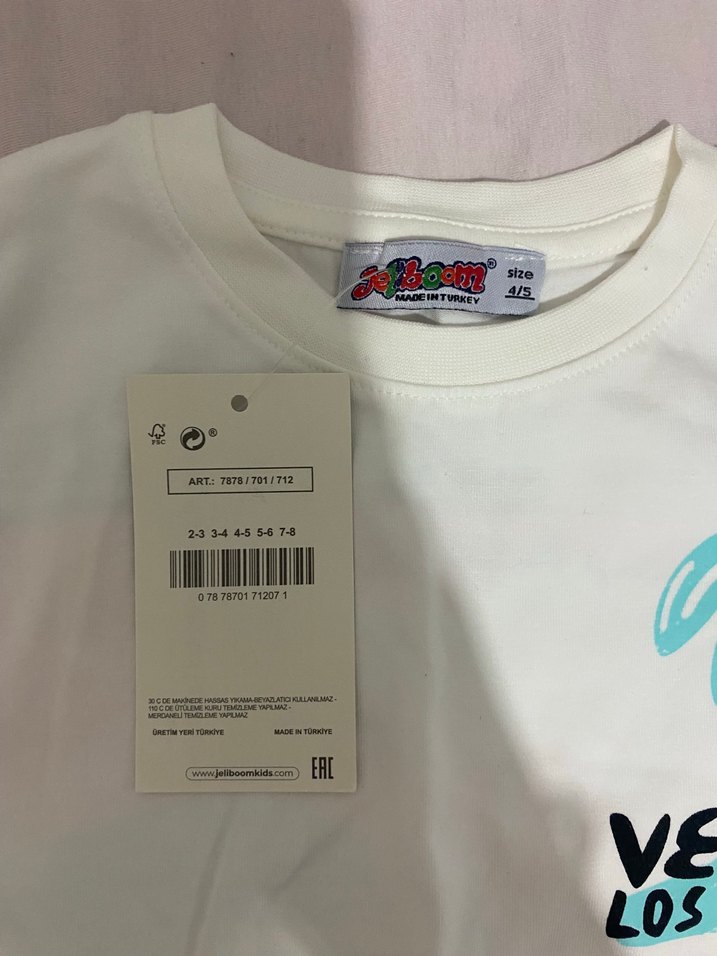 jeliboom®
MADE IN TURKEY
size
4/5
FSC
®
ART.: 7878 / 701 / 712
2-3 3-4 4-5 5-6 7-8
0 78 78701 71207 1
30 C DE MAKİNEDE HASSAS YIKAMA-BEYAZLATICI KULLANILMAZ -
110 C DE ÜTÜLEME KURU TEMİZLEME YAPILMAZ -
MERDANELİ TEMİZLEME YAPILMAZ
ÜRETİM YERİ TÜRKİYE MADE IN TÜRKİYE
www.jeliboomkids.com EAC
LOS